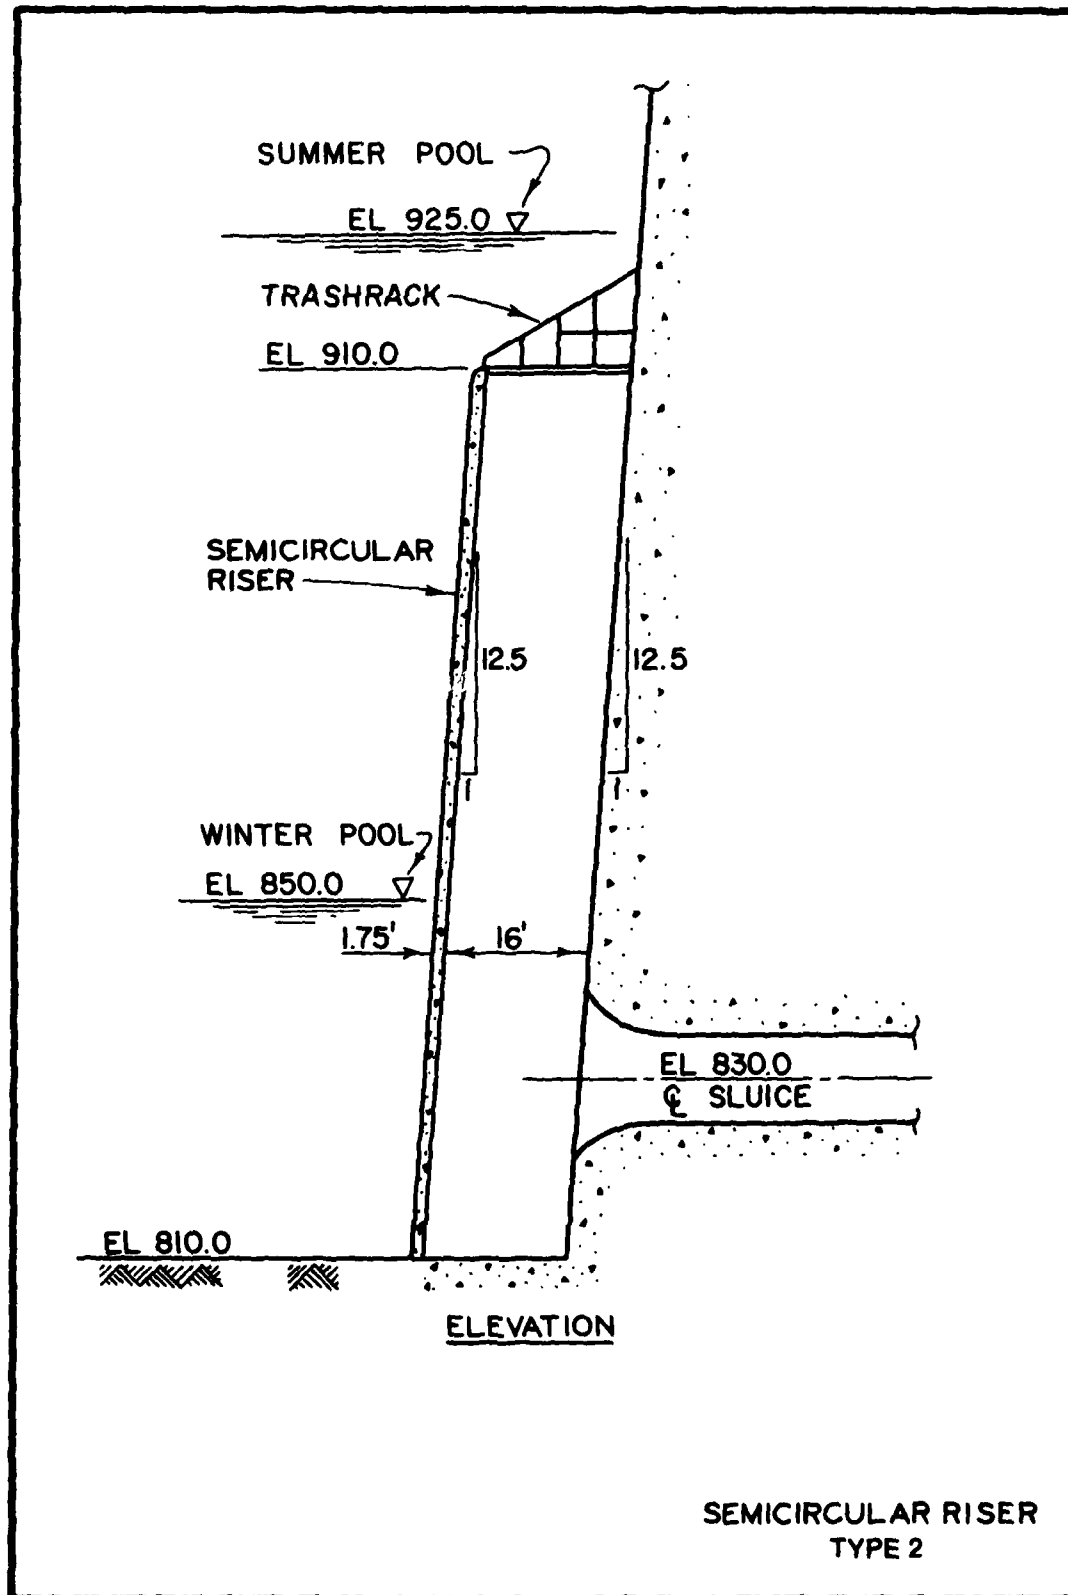 SUMMER POOL
EL 925.0
TRASHRACK
EL 910.0
SEMICIRCULAR
RISER
12.5
12.5
1
1
WINTER POOL
EL 850.0
1.75'
16'
EL 830.0
℄ SLUICE
EL 810.0
ELEVATION
SEMICIRCULAR RISER
TYPE 2